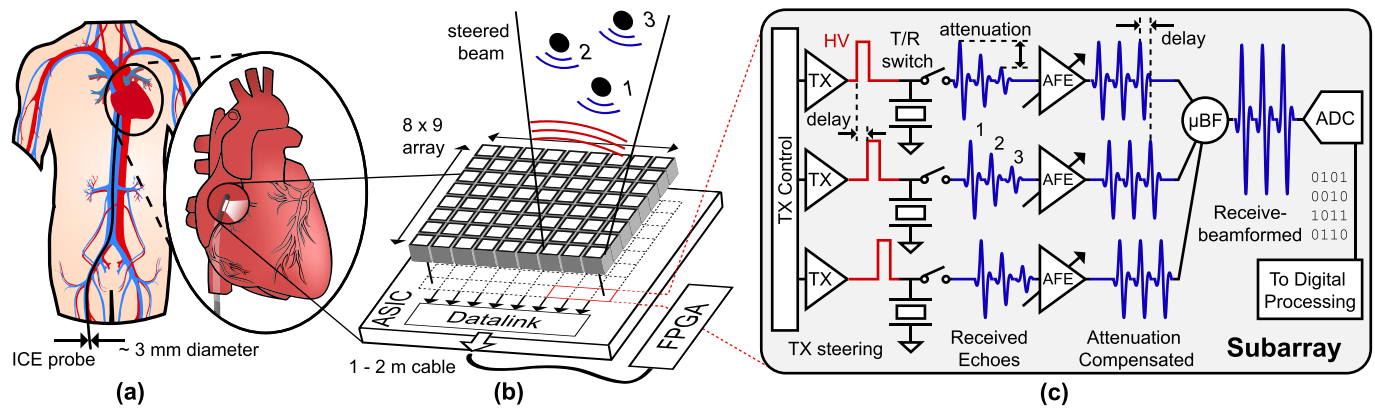 ICE probe
~ 3 mm diameter
(a)
steered
beam
1
2
3
8 x 9
array
ASIC
Datalink
FPGA
1 - 2 m cable
(b)
TX Control
HV
T/R
switch
attenuation
delay
TX
AFE
delay
µBF
ADC
TX
1
2
3
AFE
0101
0010
1011
0110
Receive-
beamformed
TX
AFE
To Digital
Processing
TX steering
Received
Echoes
Attenuation
Compensated
Subarray
(c)